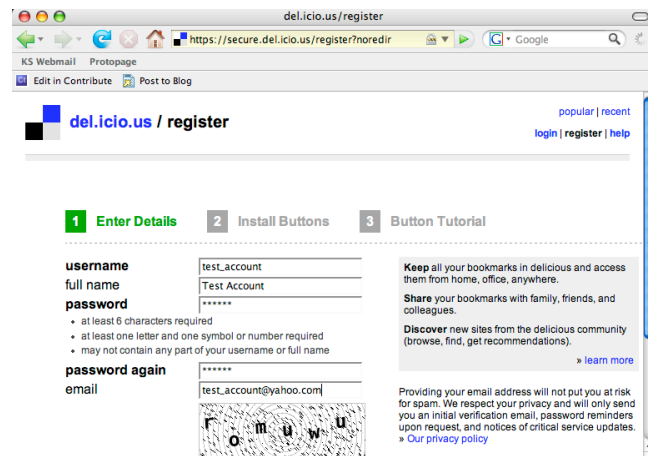 del.icio.us/register
https://secure.del.icio.us/register?noredir
Google
KS Webmail Protopage
Edit in Contribute Post to Blog
del.icio.us / register
popular | recent
login | register | help
1 Enter Details 2 Install Buttons 3 Button Tutorial
username test_account
full name Test Account
password ******
at least 6 characters required
at least one letter and one symbol or number required
may not contain any part of your username or full name
password again ******
email test_account@yahoo.com
romuwu
Keep all your bookmarks in delicious and access
them from home, office, anywhere.
Share your bookmarks with family, friends, and
colleagues.
Discover new sites from the delicious community
(browse, find, get recommendations).
» learn more
Providing your email address will not put you at risk
for spam. We respect your privacy and will only send
you an initial verification email, password reminders
upon request, and notices of critical service updates.
» Our privacy policy